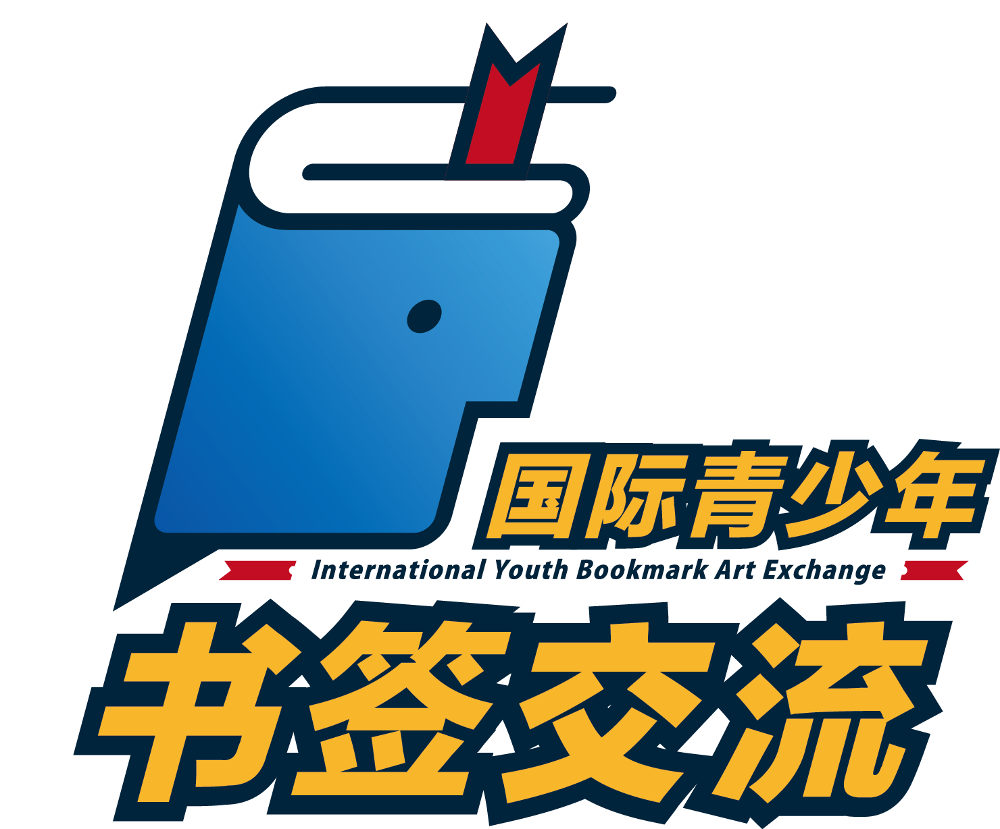 国际青少年
International Youth Bookmark Art Exchange
书签交流